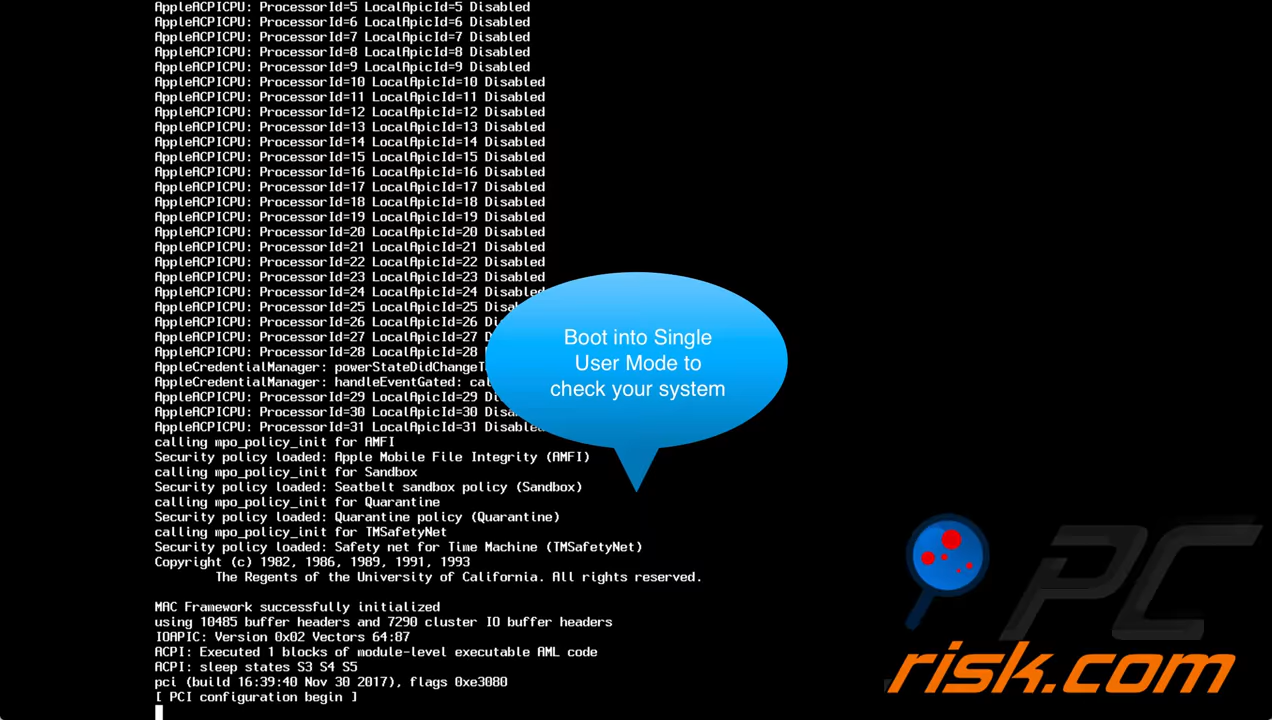 AppleACPICPU: ProcessorId=5 LocalApicId=5 Disabled
AppleACPICPU: ProcessorId=6 LocalApicId=6 Disabled
AppleACPICPU: ProcessorId=7 LocalApicId=7 Disabled
AppleACPICPU: ProcessorId=8 LocalApicId=8 Disabled
AppleACPICPU: ProcessorId=9 LocalApicId=9 Disabled
AppleACPICPU: ProcessorId=10 LocalApicId=10 Disabled
AppleACPICPU: ProcessorId=11 LocalApicId=11 Disabled
AppleACPICPU: ProcessorId=12 LocalApicId=12 Disabled
AppleACPICPU: ProcessorId=13 LocalApicId=13 Disabled
AppleACPICPU: ProcessorId=14 LocalApicId=14 Disabled
AppleACPICPU: ProcessorId=15 LocalApicId=15 Disabled
AppleACPICPU: ProcessorId=16 LocalApicId=16 Disabled
AppleACPICPU: ProcessorId=17 LocalApicId=17 Disabled
AppleACPICPU: ProcessorId=18 LocalApicId=18 Disabled
AppleACPICPU: ProcessorId=19 LocalApicId=19 Disabled
AppleACPICPU: ProcessorId=20 LocalApicId=20 Disabled
AppleACPICPU: ProcessorId=21 LocalApicId=21 Disabled
AppleACPICPU: ProcessorId=22 LocalApicId=22 Disabled
AppleACPICPU: ProcessorId=23 LocalApicId=23 Disabled
AppleACPICPU: ProcessorId=24 LocalApicId=24 Disabled
AppleACPICPU: ProcessorId=25 LocalApicId=25
AppleACPICPU: ProcessorId=26 LocalApicId=26
AppleACPICPU: ProcessorId=27 LocalApicId=27
AppleACPICPU: ProcessorId=28 LocalApicId=28
AppleCredentialManager:
AppleCredentialManager: handleEventGated:
AppleACPICPU: ProcessorId=29 LocalApicId=29
AppleACPICPU: ProcessorId=30 LocalApicId=30
AppleACPICPU: ProcessorId=31 LocalApicId=31 Disabled
calling mpo_policy_init for AMFI
Security policy loaded: Apple Mobile File Integrity (AMFI)
calling mpo_policy_init for Sandbox
Security policy loaded: Seatbelt sandbox policy (Sandbox)
calling mpo_policy_init for Quarantine
Security policy loaded: Quarantine policy (Quarantine)
calling mpo_policy_init for TMSafetyNet
Security policy loaded: Safety net for Time Machine (TMSafetyNet)
Copyright (c) 1982, 1986, 1989, 1991, 1993
The Regents of the University of California. All rights reserved.
MAC Framework successfully initialized
using 10485 buffer headers and 7290 cluster IO buffer headers
IOAPIC: Version 0x02 Vectors 64:87
ACPI: Executed 1 blocks of module-level executable AML code
ACPI: sleep states S3 S4 S5
pci (build 16:39:40 Nov 30 2017), flags 0xe3080
[ PCI configuration begin ]
Boot into Single
User Mode to
check your system
PC
risk.com